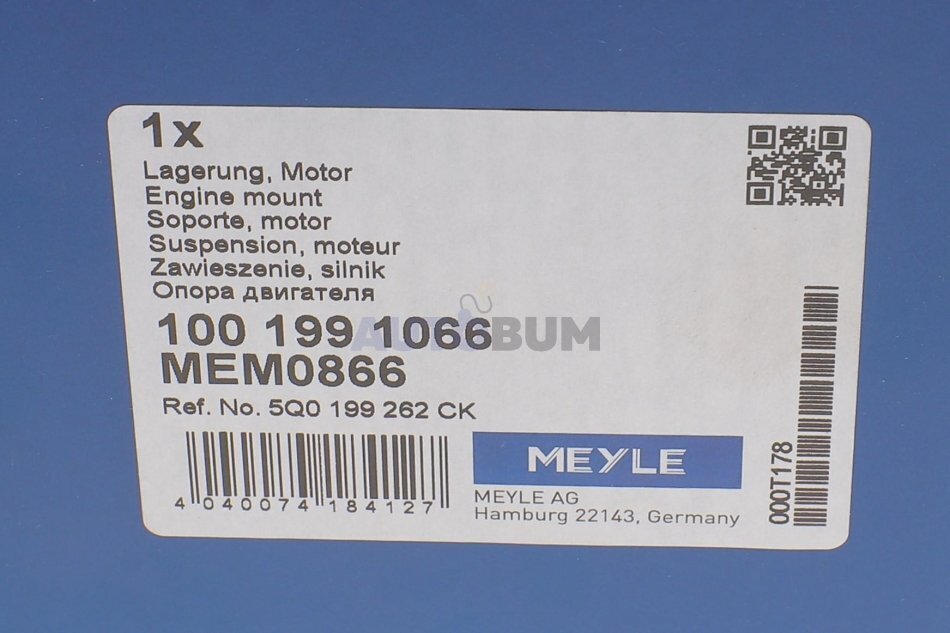 1x
Lagerung, Motor
Engine mount
Soporte, motor
Suspension, moteur
Zawieszenie, silnik
Опора двигателя
100 199 1066
AUTOBUM
MEM0866
Ref. No. 5Q0 199 262 CK
4 040074 184127
MEYLE
MEYLE AG
Hamburg 22143, Germany
000T178